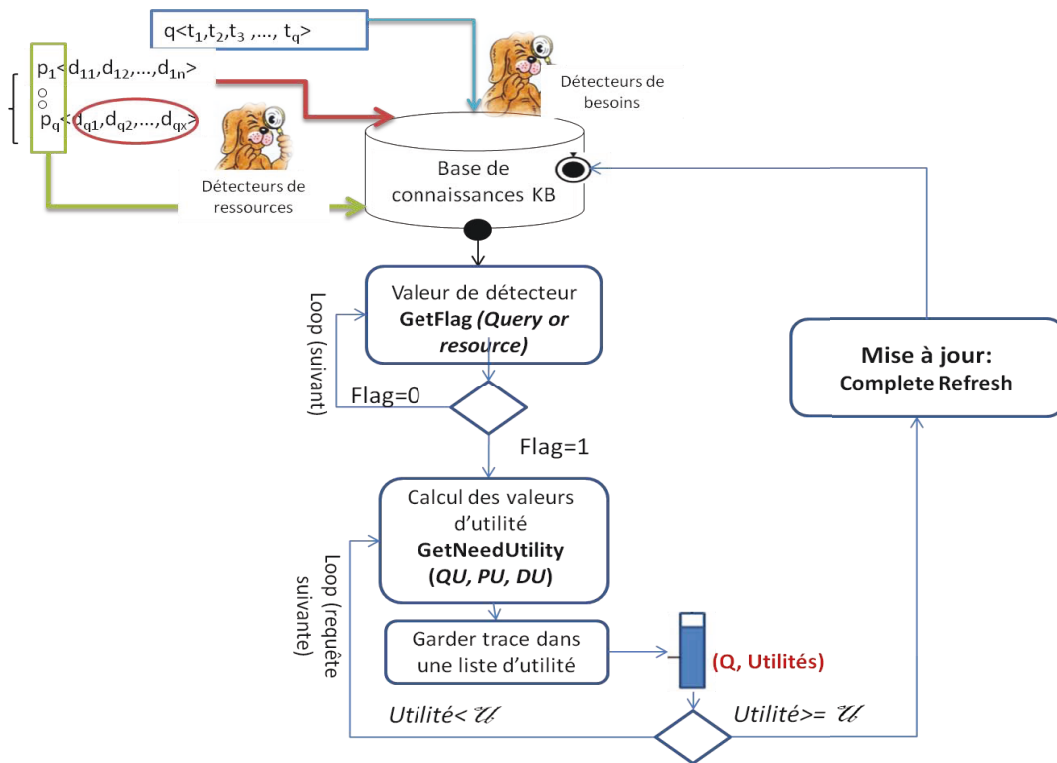 q<t1,t2,t3 ,..., tq>
p1<d11,d12,...,d1n>
pq<dq1,dq2,...,dqx>
Détecteurs de
besoins
Détecteurs de
ressources
Base de
connaissances KB
Valeur de détecteur
GetFlag (Query or
resource)
Loop (suivant)
Flag=0
Flag=1
Mise à jour:
Complete Refresh
Calcul des valeurs
d'utilité
GetNeedUtility
(QU, PU, DU)
Loop (requête
suivante)
Garder trace dans
une liste d'utilité
(Q, Utilités)
Utilité< 𝒰
Utilité>= 𝒰